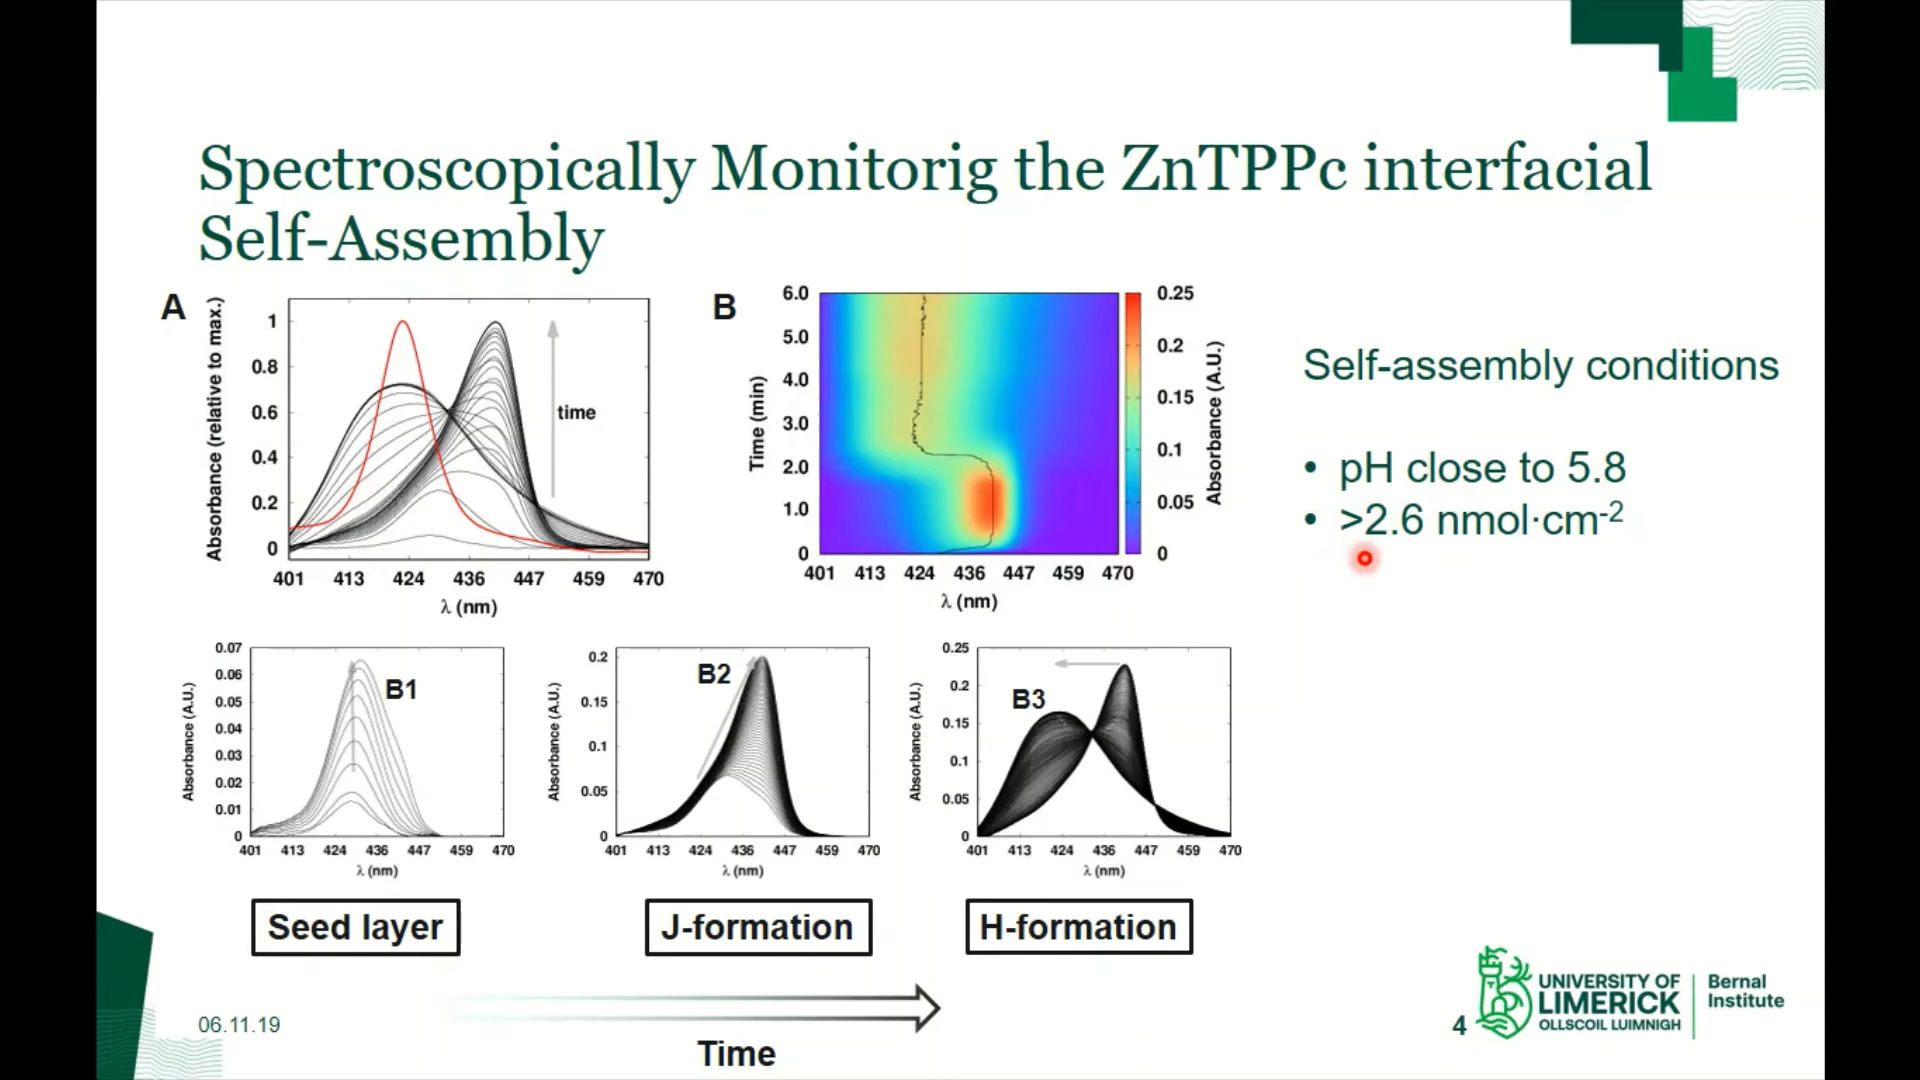 Spectroscopically Monitorig the ZnTPPc interfacial
Self-Assembly
A
Absorbance (relative to max.)
1
0.8
0.6
0.4
0.2
0
time
401 413 424 436 447 459 470
λ (nm)
B
Time (min)
6.0
5.0
4.0
3.0
2.0
1.0
0
401 413 424 436 447 459 470
λ (nm)
0.25
0.2
0.15
0.1
0.05
0
Absorbance (A.U.)
Self-assembly conditions
• pH close to 5.8
• >2.6 nmol·cm-2
Absorbance (A.U.)
0.07
0.06
0.05
0.04
0.03
0.02
0.01
0
B1
401 413 424 436 447 459 470
λ (nm)
Absorbance (A.U.)
0.2
0.15
0.1
0.05
0
B2
401 413 424 436 447 459 470
λ (nm)
Absorbance (A.U.)
0.25
0.2
0.15
0.1
0.05
0
B3
401 413 424 436 447 459 470
λ (nm)
Seed layer
J-formation
H-formation
Time
06.11.19
4
UNIVERSITY OF
LIMERICK
OLLSCOIL LUIMNIGH
Bernal
Institute